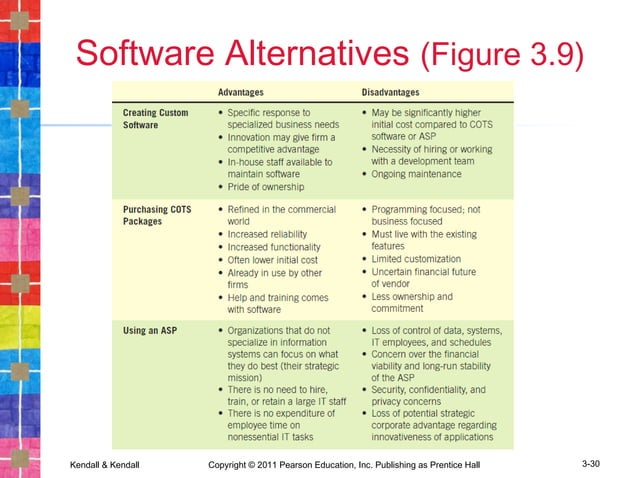 Software Alternatives (Figure 3.9)
Advantages Disadvantages
Creating Custom
Software
• Specific response to
specialized business needs
• Innovation may give firm a
competitive advantage
• In-house staff available to
maintain software
• Pride of ownership
• May be significantly higher
initial cost compared to COTS
software or ASP
• Necessity of hiring or working
with a development team
• Ongoing maintenance
Purchasing COTS
Packages
• Refined in the commercial
world
• Increased reliability
• Increased functionality
• Often lower initial cost
• Already in use by other
firms
• Help and training comes
with software
• Programming focused; not
business focused
• Must live with the existing
features
• Limited customization
• Uncertain financial future
of vendor
• Less ownership and
commitment
Using an ASP
• Organizations that do not
specialize in information
systems can focus on what
they do best (their strategic
mission)
• There is no need to hire,
train, or retain a large IT staff
• There is no expenditure of
employee time on
nonessential IT tasks
• Loss of control of data, systems,
IT employees, and schedules
• Concern over the financial
viability and long-run stability
of the ASP
• Security, confidentiality, and
privacy concerns
• Loss of potential strategic
corporate advantage regarding
innovativeness of applications
Kendall & Kendall Copyright © 2011 Pearson Education, Inc. Publishing as Prentice Hall 3-30